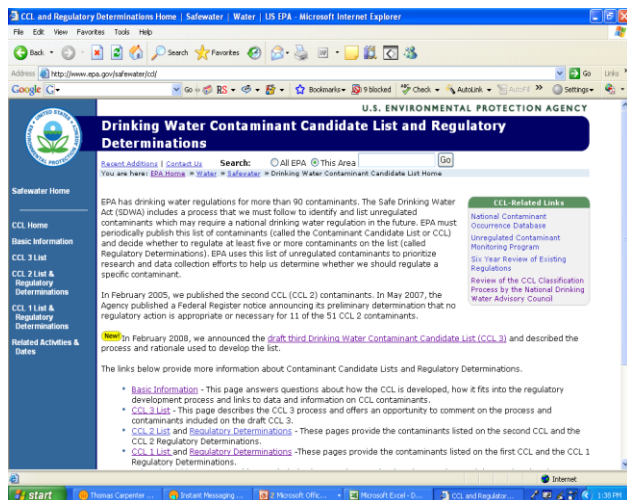 CCL and Regulatory Determinations Home | Safewater | Water | US EPA - Microsoft Internet Explorer
File Edit View Favorites Tools Help
Back Search Favorites
Address http://www.epa.gov/safewater/ccl/ Go Links
Google Go RS Bookmarks 9 blocked Check AutoLink AutoFill Settings
U.S. ENVIRONMENTAL PROTECTION AGENCY
Drinking Water Contaminant Candidate List and Regulatory
Determinations
Recent Additions | Contact Us Search: All EPA This Area Go
You are here: EPA Home » Water » Safewater » Drinking Water Contaminant Candidate List Home
Safewater Home
CCL Home
Basic Information
CCL 3 List
CCL 2 List &
Regulatory
Determinations
CCL 1 List &
Regulatory
Determinations
Related Activities &
Dates
EPA has drinking water regulations for more than 90 contaminants. The Safe Drinking Water
Act (SDWA) includes a process that we must follow to identify and list unregulated
contaminants which may require a national drinking water regulation in the future. EPA must
periodically publish this list of contaminants (called the Contaminant Candidate List or CCL)
and decide whether to regulate at least five or more contaminants on the list (called
Regulatory Determinations). EPA uses this list of unregulated contaminants to prioritize
research and data collection efforts to help us determine whether we should regulate a
specific contaminant.
CCL-Related Links
National Contaminant
Occurrence Database
Unregulated Contaminant
Monitoring Program
Six Year Review of Existing
Regulations
Review of the CCL Classification
Process by the National Drinking
Water Advisory Council
In February 2005, we published the second CCL (CCL 2) contaminants. In May 2007, the
Agency published a Federal Register notice announcing its preliminary determination that no
regulatory action is appropriate or necessary for 11 of the 51 CCL 2 contaminants.
New! In February 2008, we announced the draft third Drinking Water Contaminant Candidate List (CCL 3) and described the
process and rationale used to develop the list.
The links below provide more information about Contaminant Candidate Lists and Regulatory Determinations.
• Basic Information - This page answers questions about how the CCL is developed, how it fits into the regulatory
development process and links to data and information on CCL contaminants.
• CCL 3 List - This page describes the CCL 3 process and offers an opportunity to comment on the process and
contaminants included on the draft CCL 3.
• CCL 2 List and Regulatory Determinations - These pages provide the contaminants listed on the second CCL and the
CCL 2 Regulatory Determinations.
• CCL 1 List and Regulatory Determinations -These pages provide the contaminants listed on the first CCL and the CCL 1
Regulatory Determinations.
Internet
start Thomas Carpenter ... Instant Messaging ... 2 Microsoft Offic... Microsoft Excel - D... CCL and Regulator... 1:38 PM